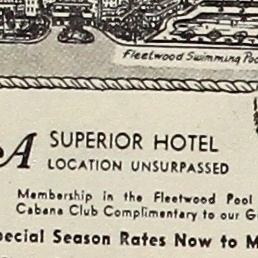 Fleetwood Swimming Poo
A SUPERIOR HOTEL
LOCATION UNSURPASSED
Membership in the Fleetwood Pool
Cabana Club Complimentary to our G
pecial Season Rates Now to M